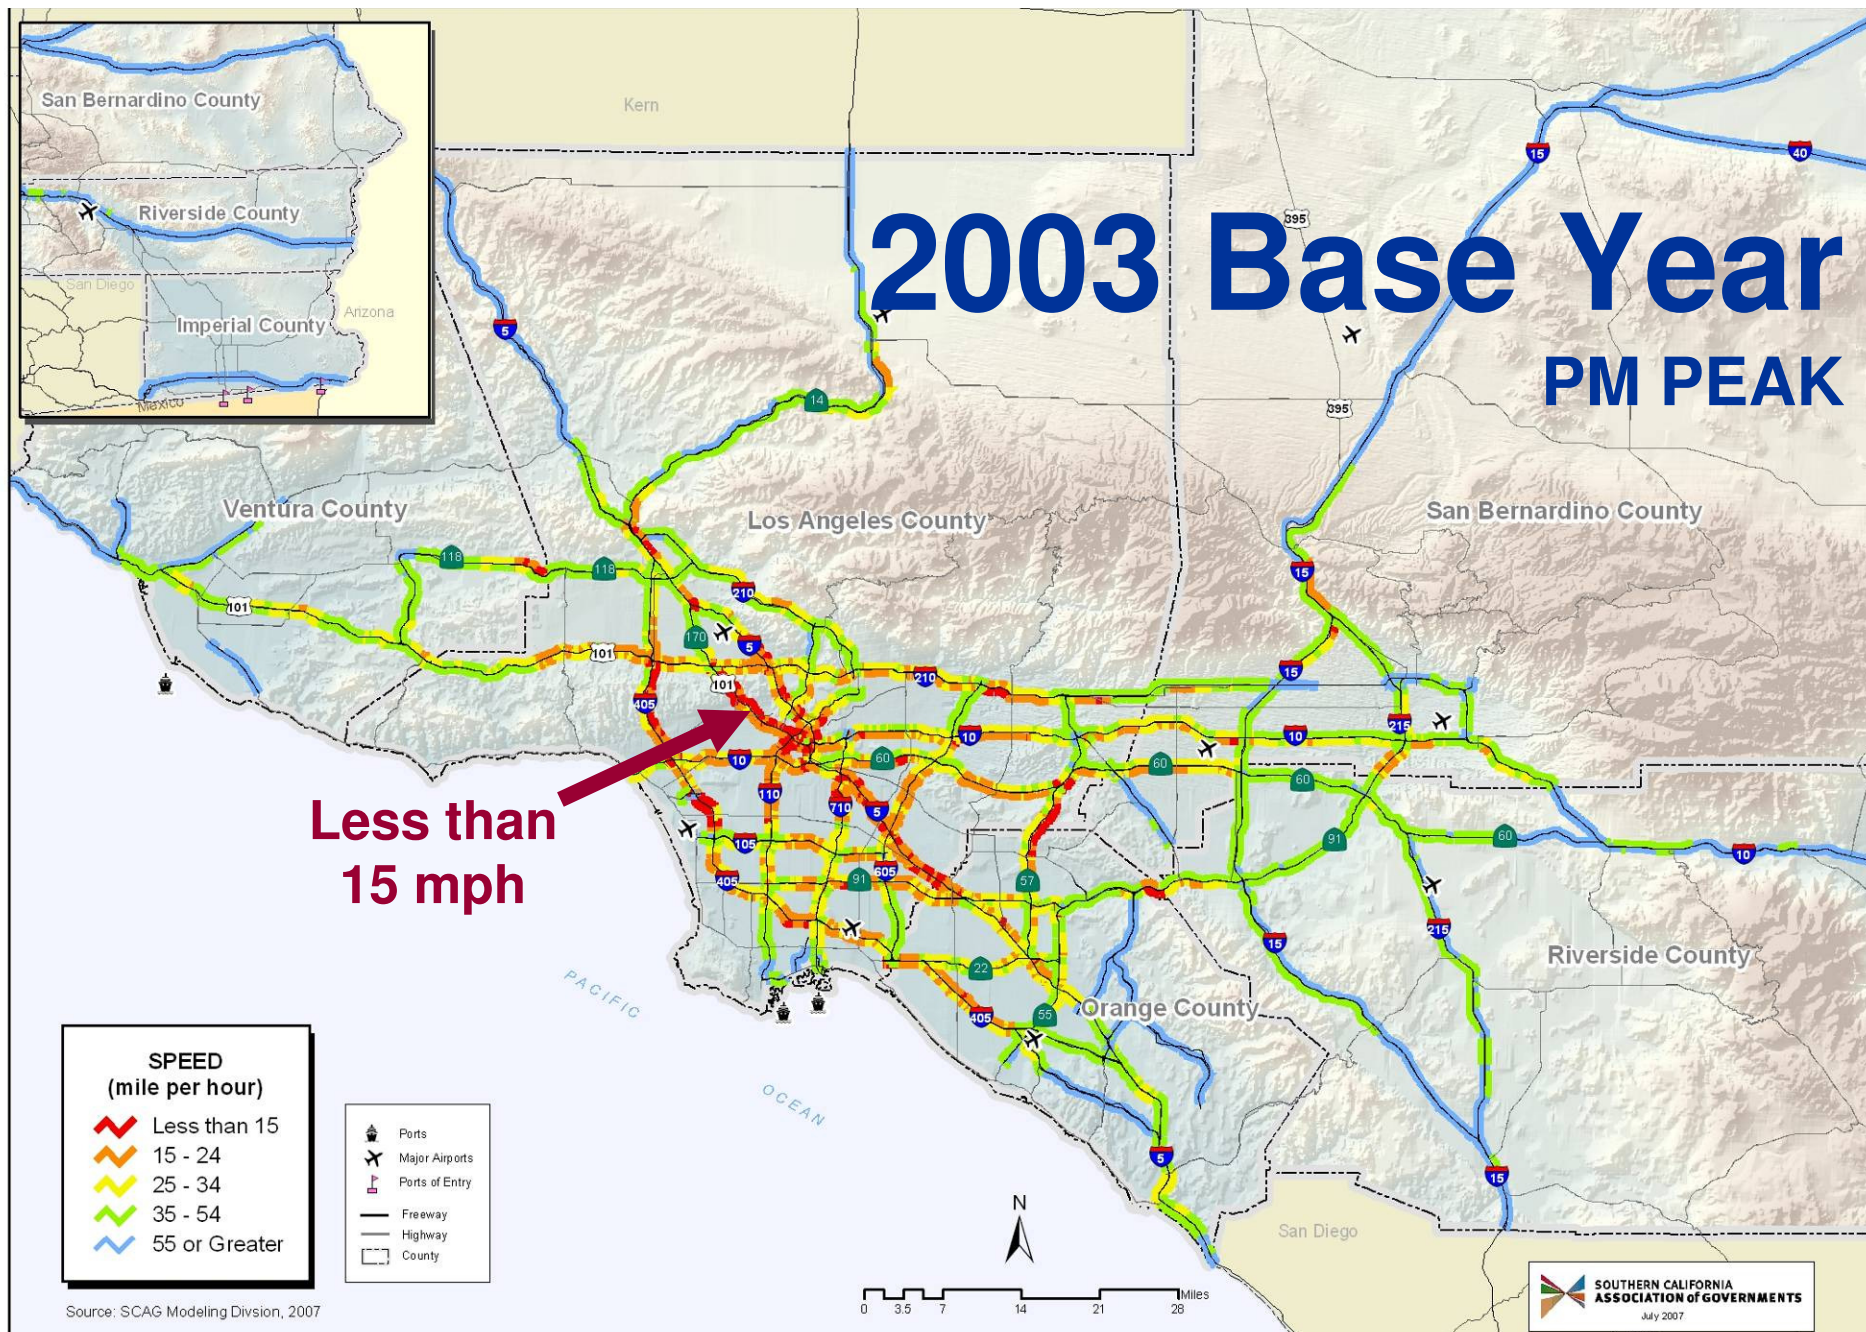 San Bernardino County
Riverside County
San Diego
Imperial County
Arizona
Mexico
Kern
2003 Base Year
PM PEAK
395
395
15
40
5
14
Ventura County
Los Angeles County
San Bernardino County
118
118
15
210
101
170
5
101
101
210
15
405
215
10
10
10
60
60
60
110
710
5
Less than
15 mph
105
91
60
10
405
91
605
57
215
15
Riverside County
22
Orange County
405
55
5
15
PACIFIC
OCEAN
San Diego
SPEED
(mile per hour)
Less than 15
15 - 24
25 - 34
35 - 54
55 or Greater
Ports
Major Airports
Ports of Entry
Freeway
Highway
County
N
Miles
0 3.5 7 14 21 28
Source: SCAG Modeling Divsion, 2007
SOUTHERN CALIFORNIA
ASSOCIATION of GOVERNMENTS
July 2007